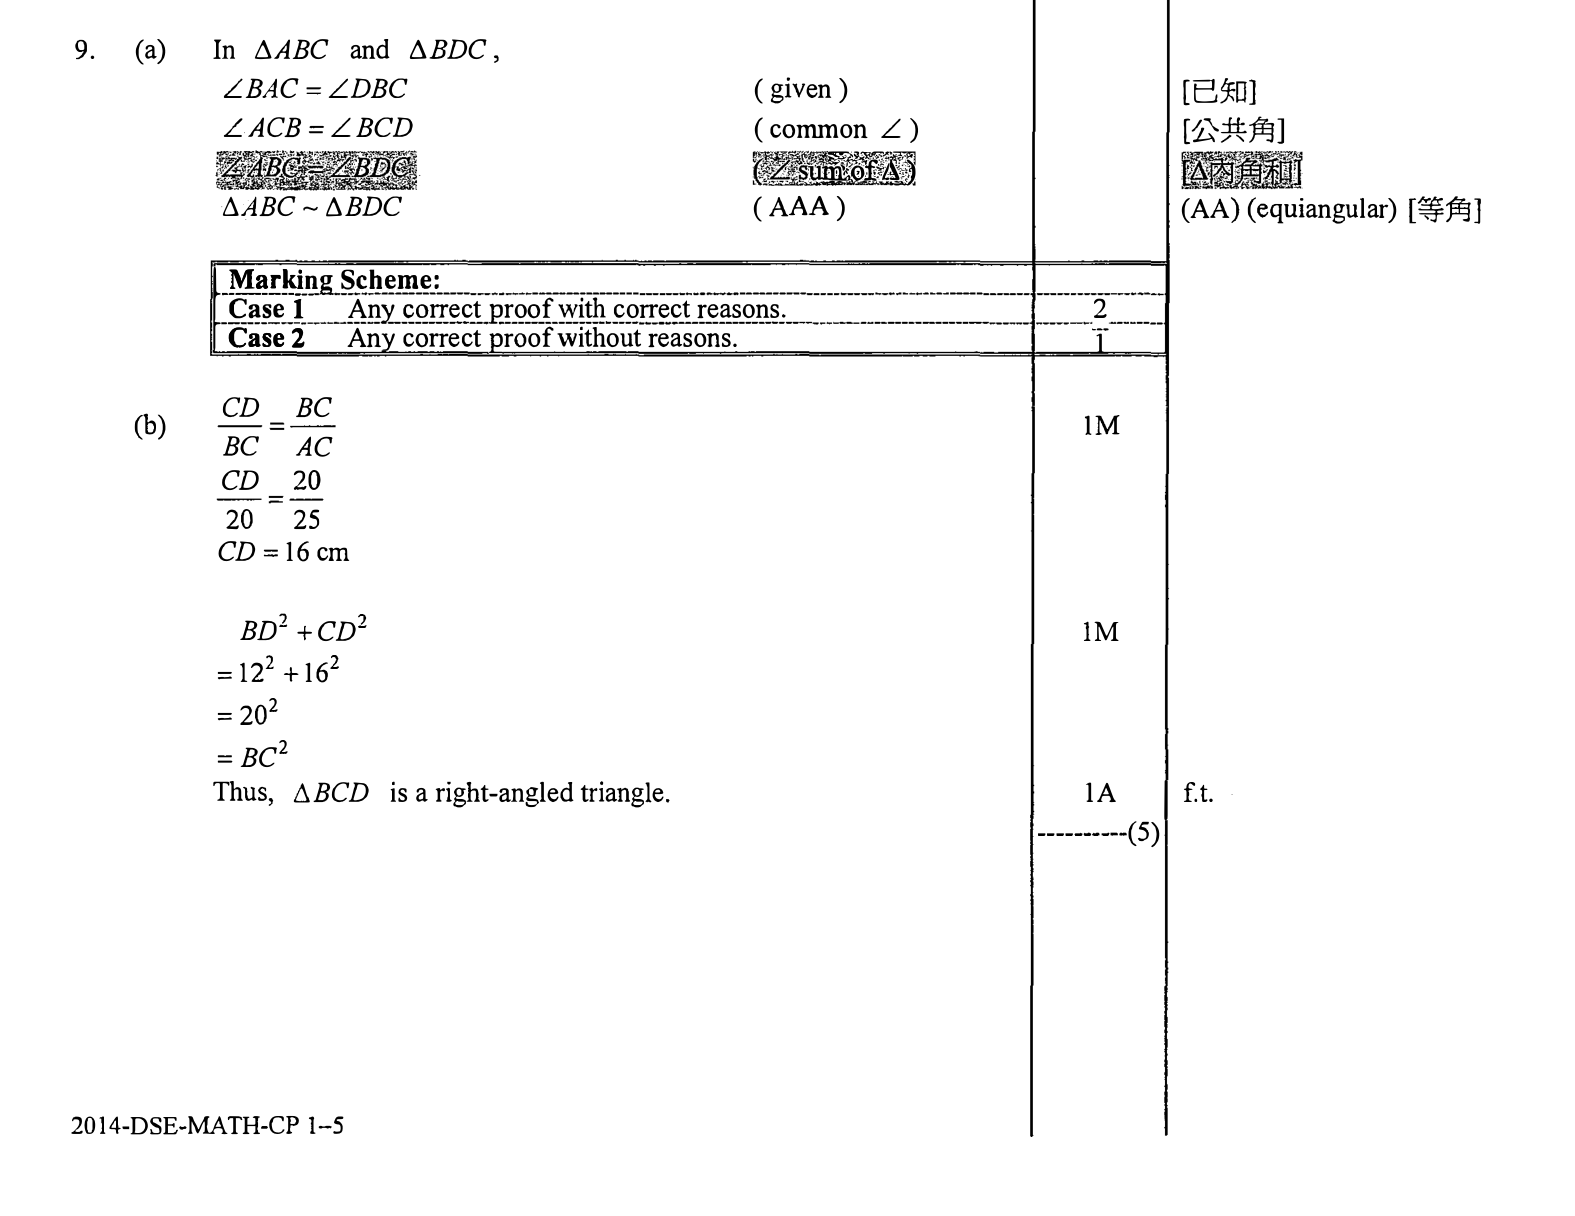 9. (a) In ΔABC and ΔBDC ,
∠BAC = ∠DBC ( given ) [已知]
∠ACB = ∠BCD ( common ∠ ) [公共角]
∠ABC = ∠BDC ( ∠ sum of Δ ) [Δ內角和]
ΔABC ~ ΔBDC ( AAA ) (AA) (equiangular) [等角]
Marking Scheme:
Case 1 Any correct proof with correct reasons. 2
Case 2 Any correct proof without reasons. 1
(b) CD/BC = BC/AC 1M
CD/20 = 20/25
CD = 16 cm
BD² + CD² 1M
= 12² + 16²
= 20²
= BC²
Thus, ΔBCD is a right-angled triangle. 1A f.t.
----------(5)
2014-DSE-MATH-CP 1–5